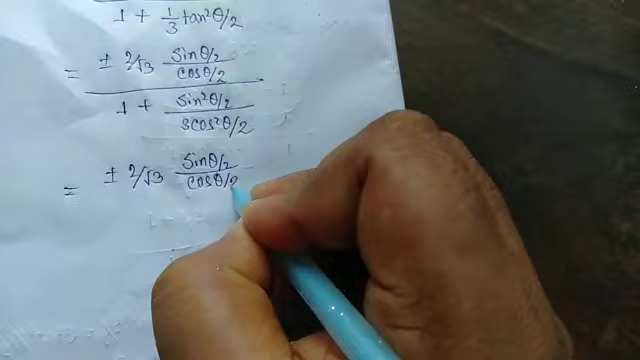 1 + 1/3 tan²θ/2
= ± 2/√3 sinθ/2 / cosθ/2
1 + sin²θ/2 / 3cos²θ/2
= ± 2/√3 sinθ/2 / cosθ/2